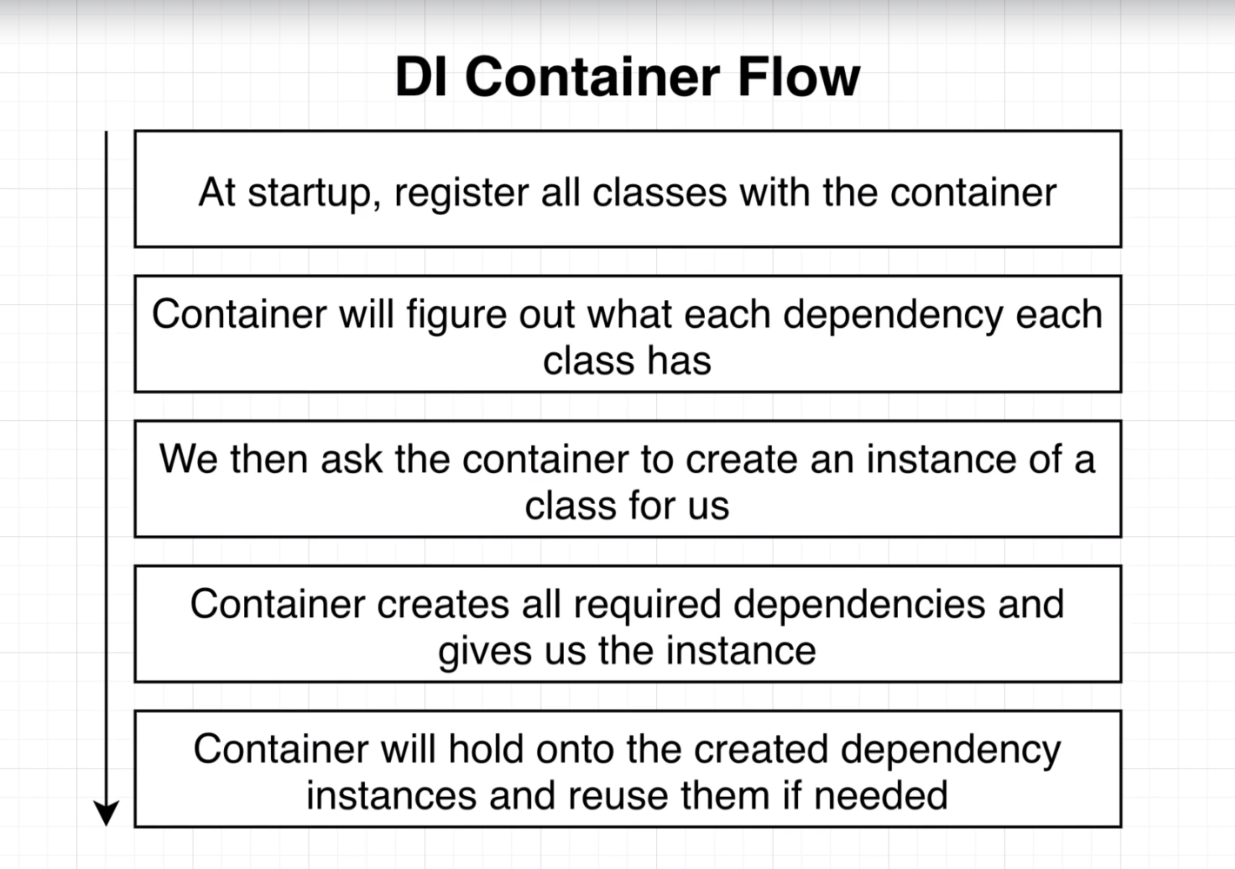 DI Container Flow
At startup, register all classes with the container
Container will figure out what each dependency each
class has
We then ask the container to create an instance of a
class for us
Container creates all required dependencies and
gives us the instance
Container will hold onto the created dependency
instances and reuse them if needed